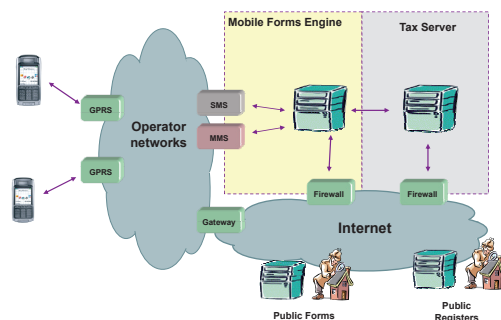 Mobile Forms Engine
Tax Server
GPRS
SMS
Operator
networks
MMS
GPRS
Firewall
Firewall
Gateway
Internet
Public Forms
Public
Registers